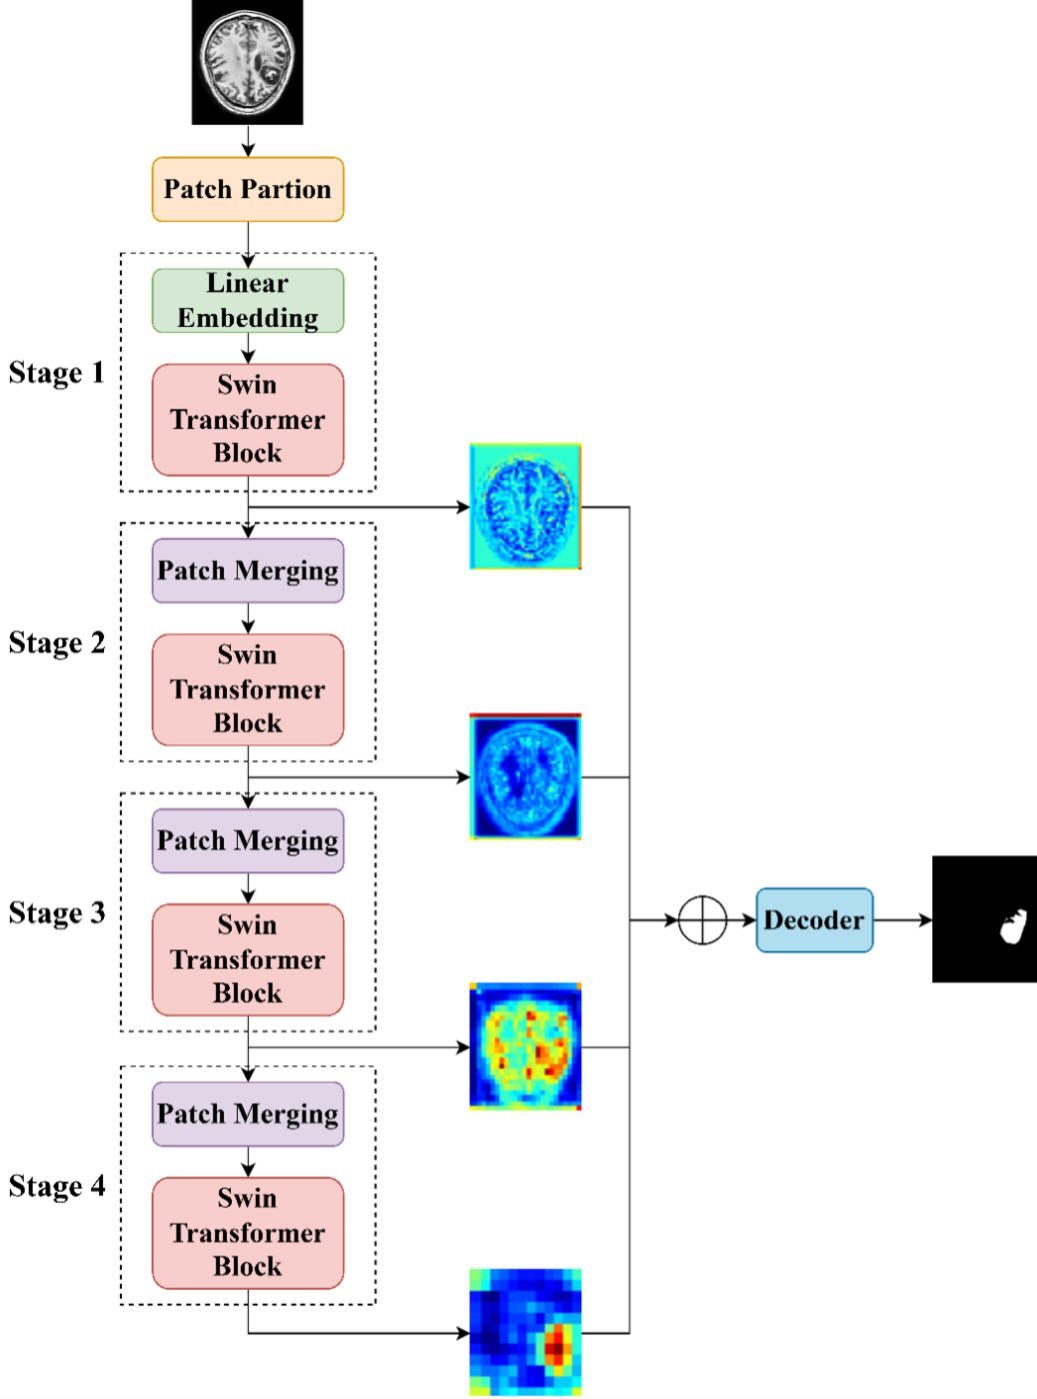 Patch Partion
Linear
Embedding
Stage 1
Swin
Transformer
Block
Patch Merging
Stage 2
Swin
Transformer
Block
Patch Merging
Stage 3
Swin
Transformer
Block
Decoder
Patch Merging
Stage 4
Swin
Transformer
Block